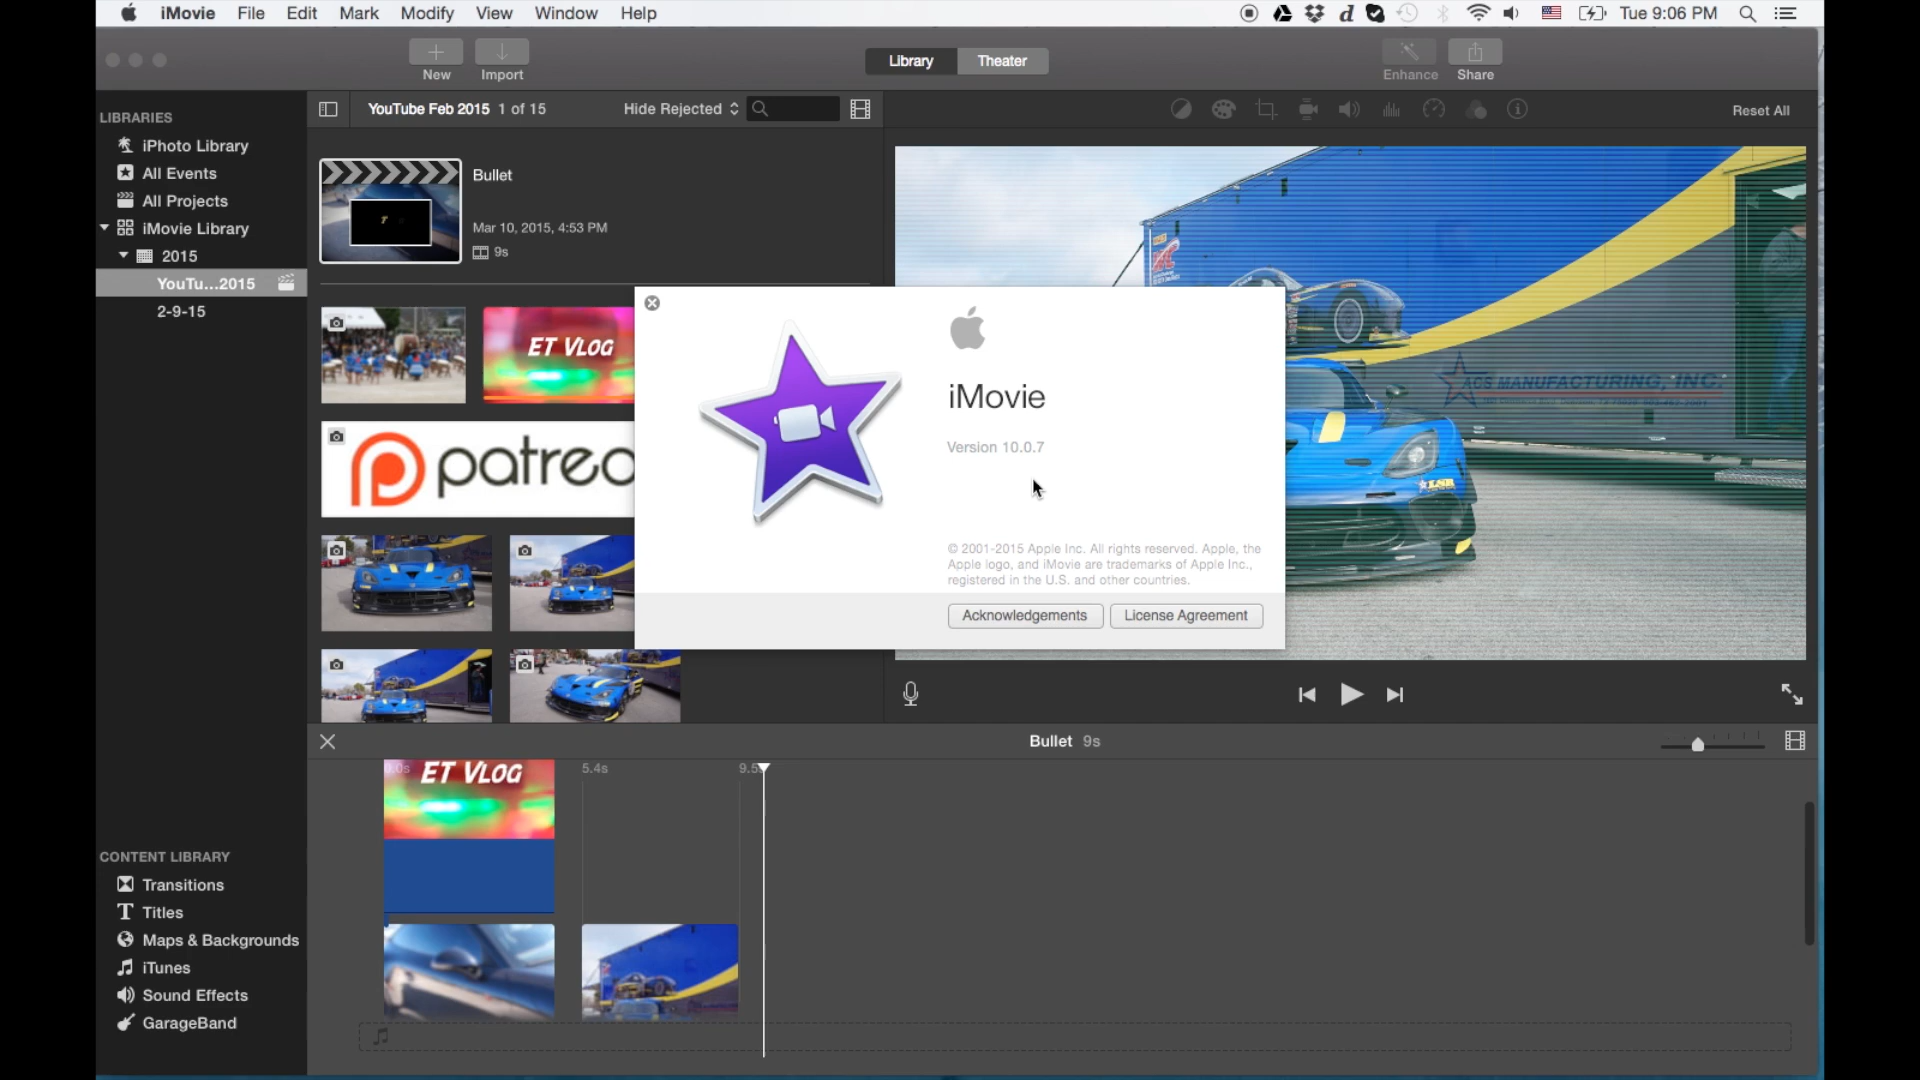 iMovie File Edit Mark Modify View Window Help
d Tue 9:06 PM
New Import Library Theater Enhance Share
LIBRARIES
iPhoto Library
All Events
All Projects
iMovie Library
2015
YouTu...2015
2-9-15
YouTube Feb 2015 1 of 15 Hide Rejected
Reset All
Bullet
Mar 10, 2015, 4:53 PM
9s
ET VLOG
patreo
ACS MANUFACTURING, INC.
LSR
iMovie
Version 10.0.7
© 2001-2015 Apple Inc. All rights reserved. Apple, the
Apple logo, and iMovie are trademarks of Apple Inc.,
registered in the U.S. and other countries.
Acknowledgements License Agreement
Bullet 9s
0.0s 5.4s 9.5s
ET VLOG
CONTENT LIBRARY
Transitions
Titles
Maps & Backgrounds
iTunes
Sound Effects
GarageBand